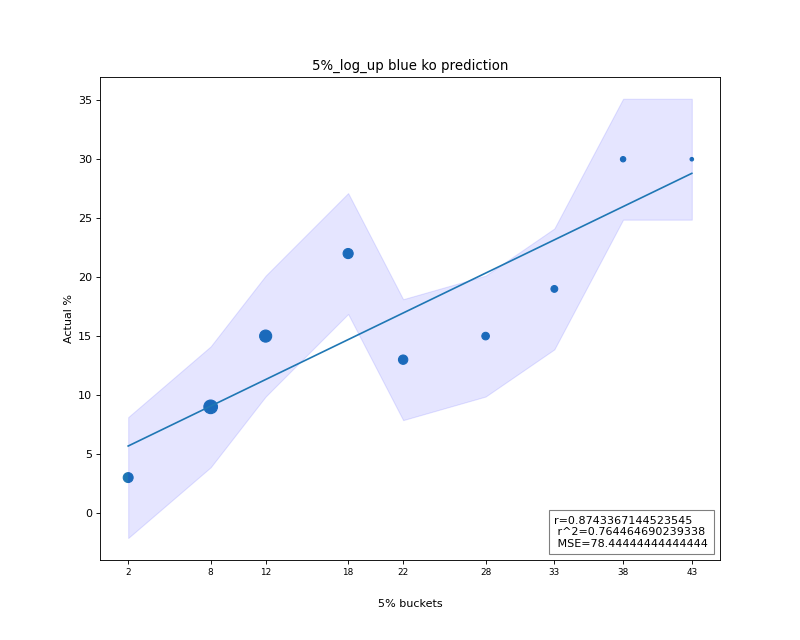 5%_log_up blue ko prediction
35
30
25
20
15
10
5
0
Actual %
r=0.8743367144523545
r^2=0.764464690239338
MSE=78.44444444444444
2 8 12 18 22 28 33 38 43
5% buckets